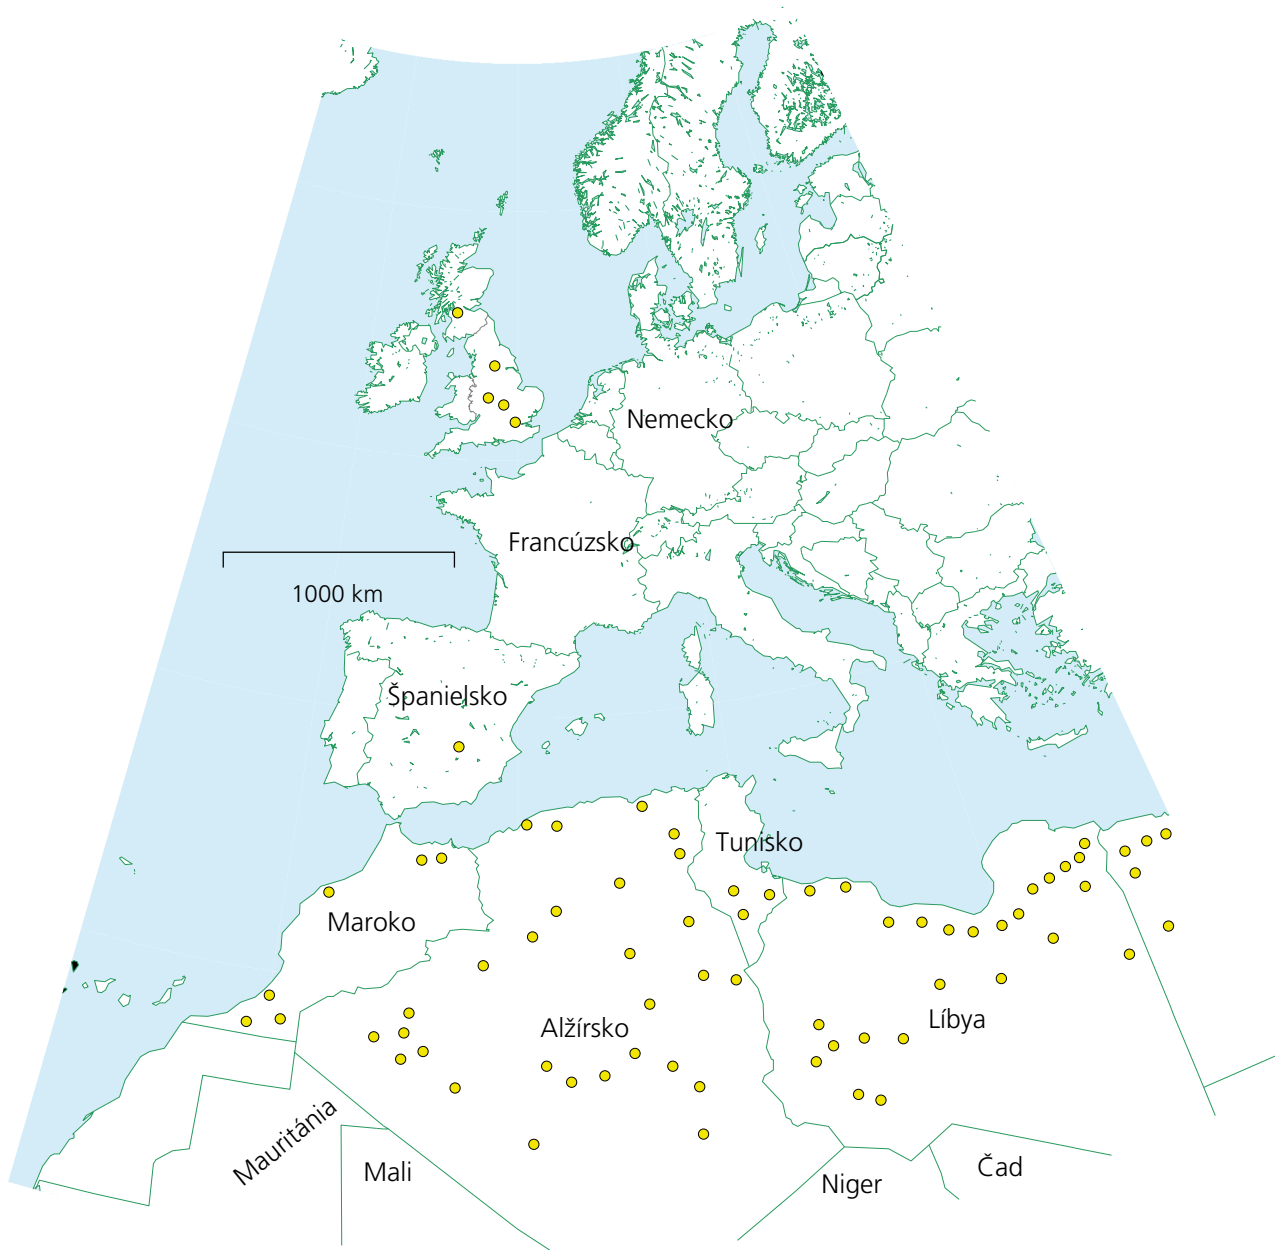 Nemecko
Francúzsko
1000 km
Španielsko
Tunisko
Maroko
Alžírsko
Líbya
Mauritánia
Mali
Čad
Niger